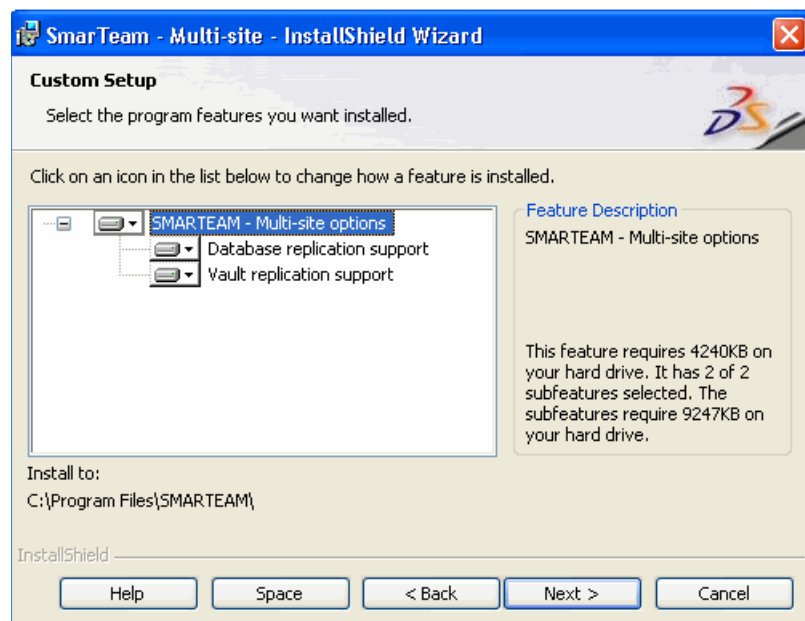 SmarTeam - Multi-site - InstallShield Wizard
Custom Setup
Select the program features you want installed.
DS
Click on an icon in the list below to change how a feature is installed.
SMARTEAM - Multi-site options
Database replication support
Vault replication support
Feature Description
SMARTEAM - Multi-site options
This feature requires 4240KB on
your hard drive. It has 2 of 2
subfeatures selected. The
subfeatures require 9247KB on
your hard drive.
Install to:
C:\Program Files\SMARTEAM\
InstallShield
Help
Space
< Back
Next >
Cancel